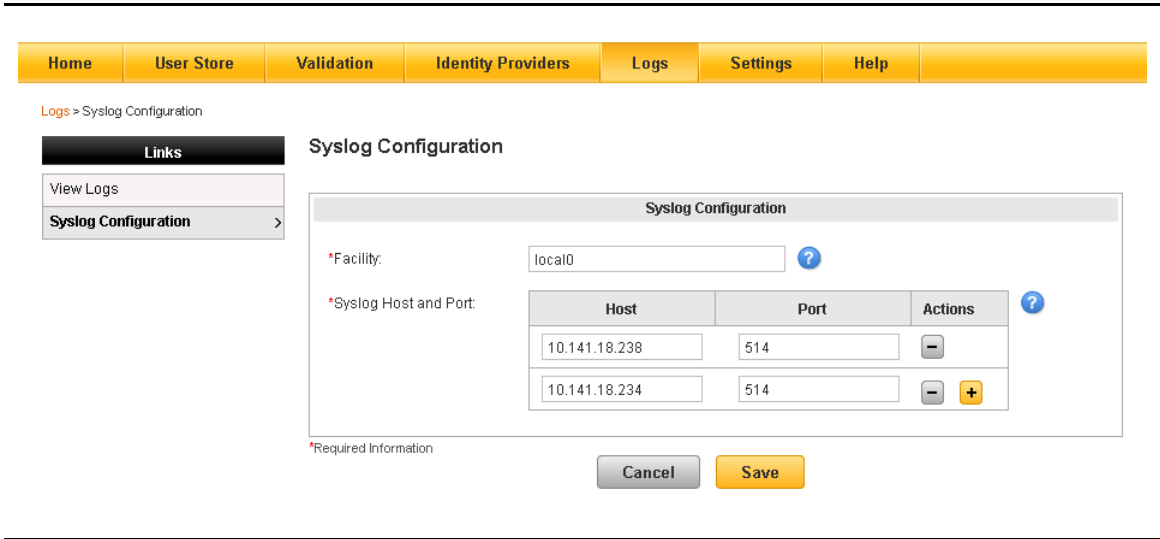 Home User Store Validation Identity Providers Logs Settings Help
Logs > Syslog Configuration
Links
View Logs
Syslog Configuration >
Syslog Configuration
Syslog Configuration
*Facility: local0 ?
*Syslog Host and Port: Host Port Actions ?
10.141.18.238 514 -
10.141.18.234 514 - +
*Required Information
Cancel Save